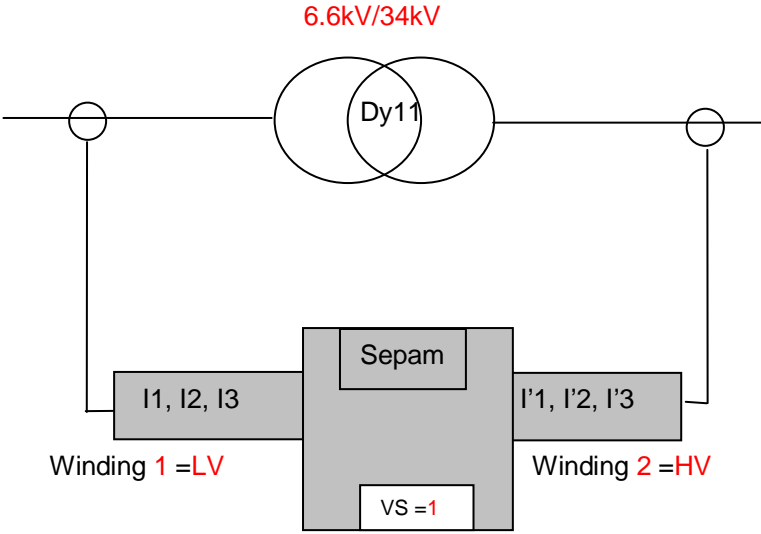 6.6kV/34kV
Dy11
Sepam
I1, I2, I3
I'1, I'2, I'3
Winding 1 =LV
Winding 2 =HV
VS =1